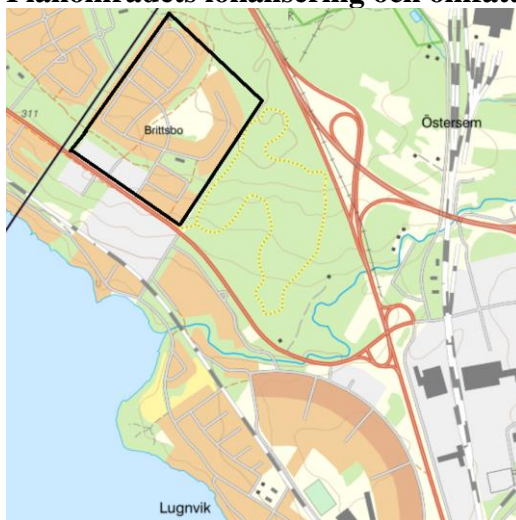 Planområdets lokalisering och omfatt
311
Brittsbo
Östersem
Lugnvik